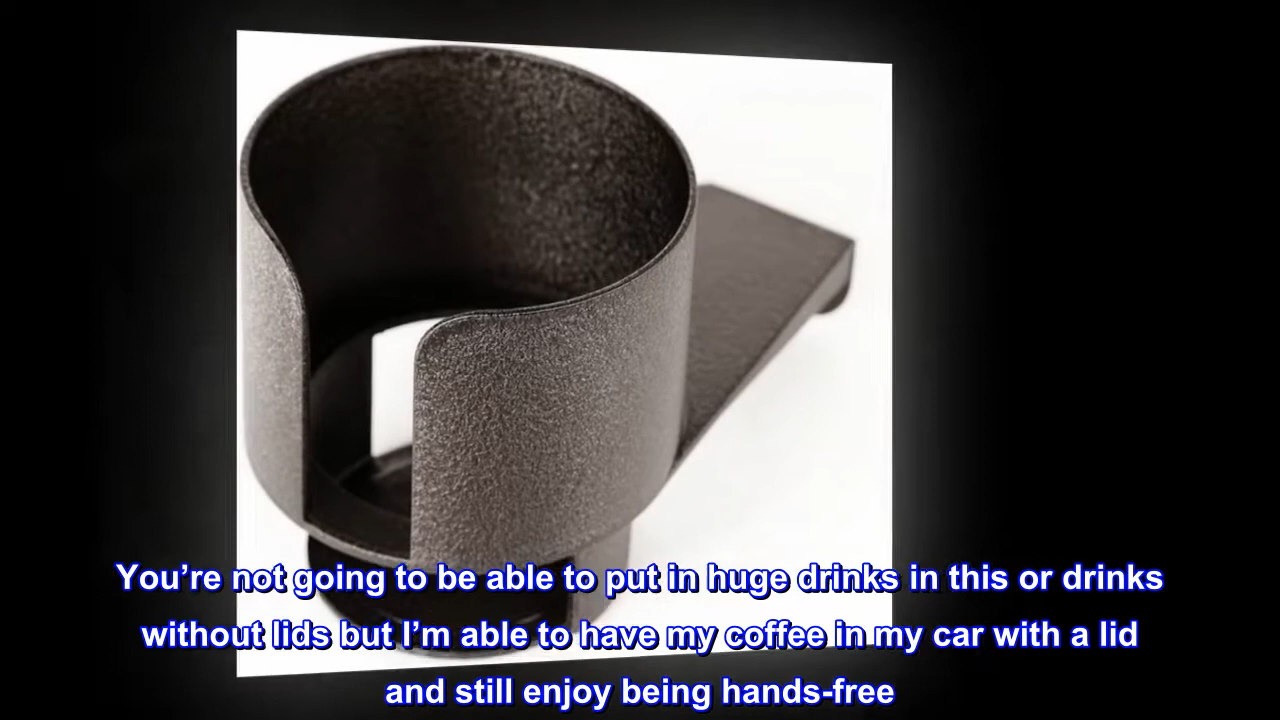 You’re not going to be able to put in huge drinks in this or drinks
without lids but I’m able to have my coffee in my car with a lid
and still enjoy being hands-free